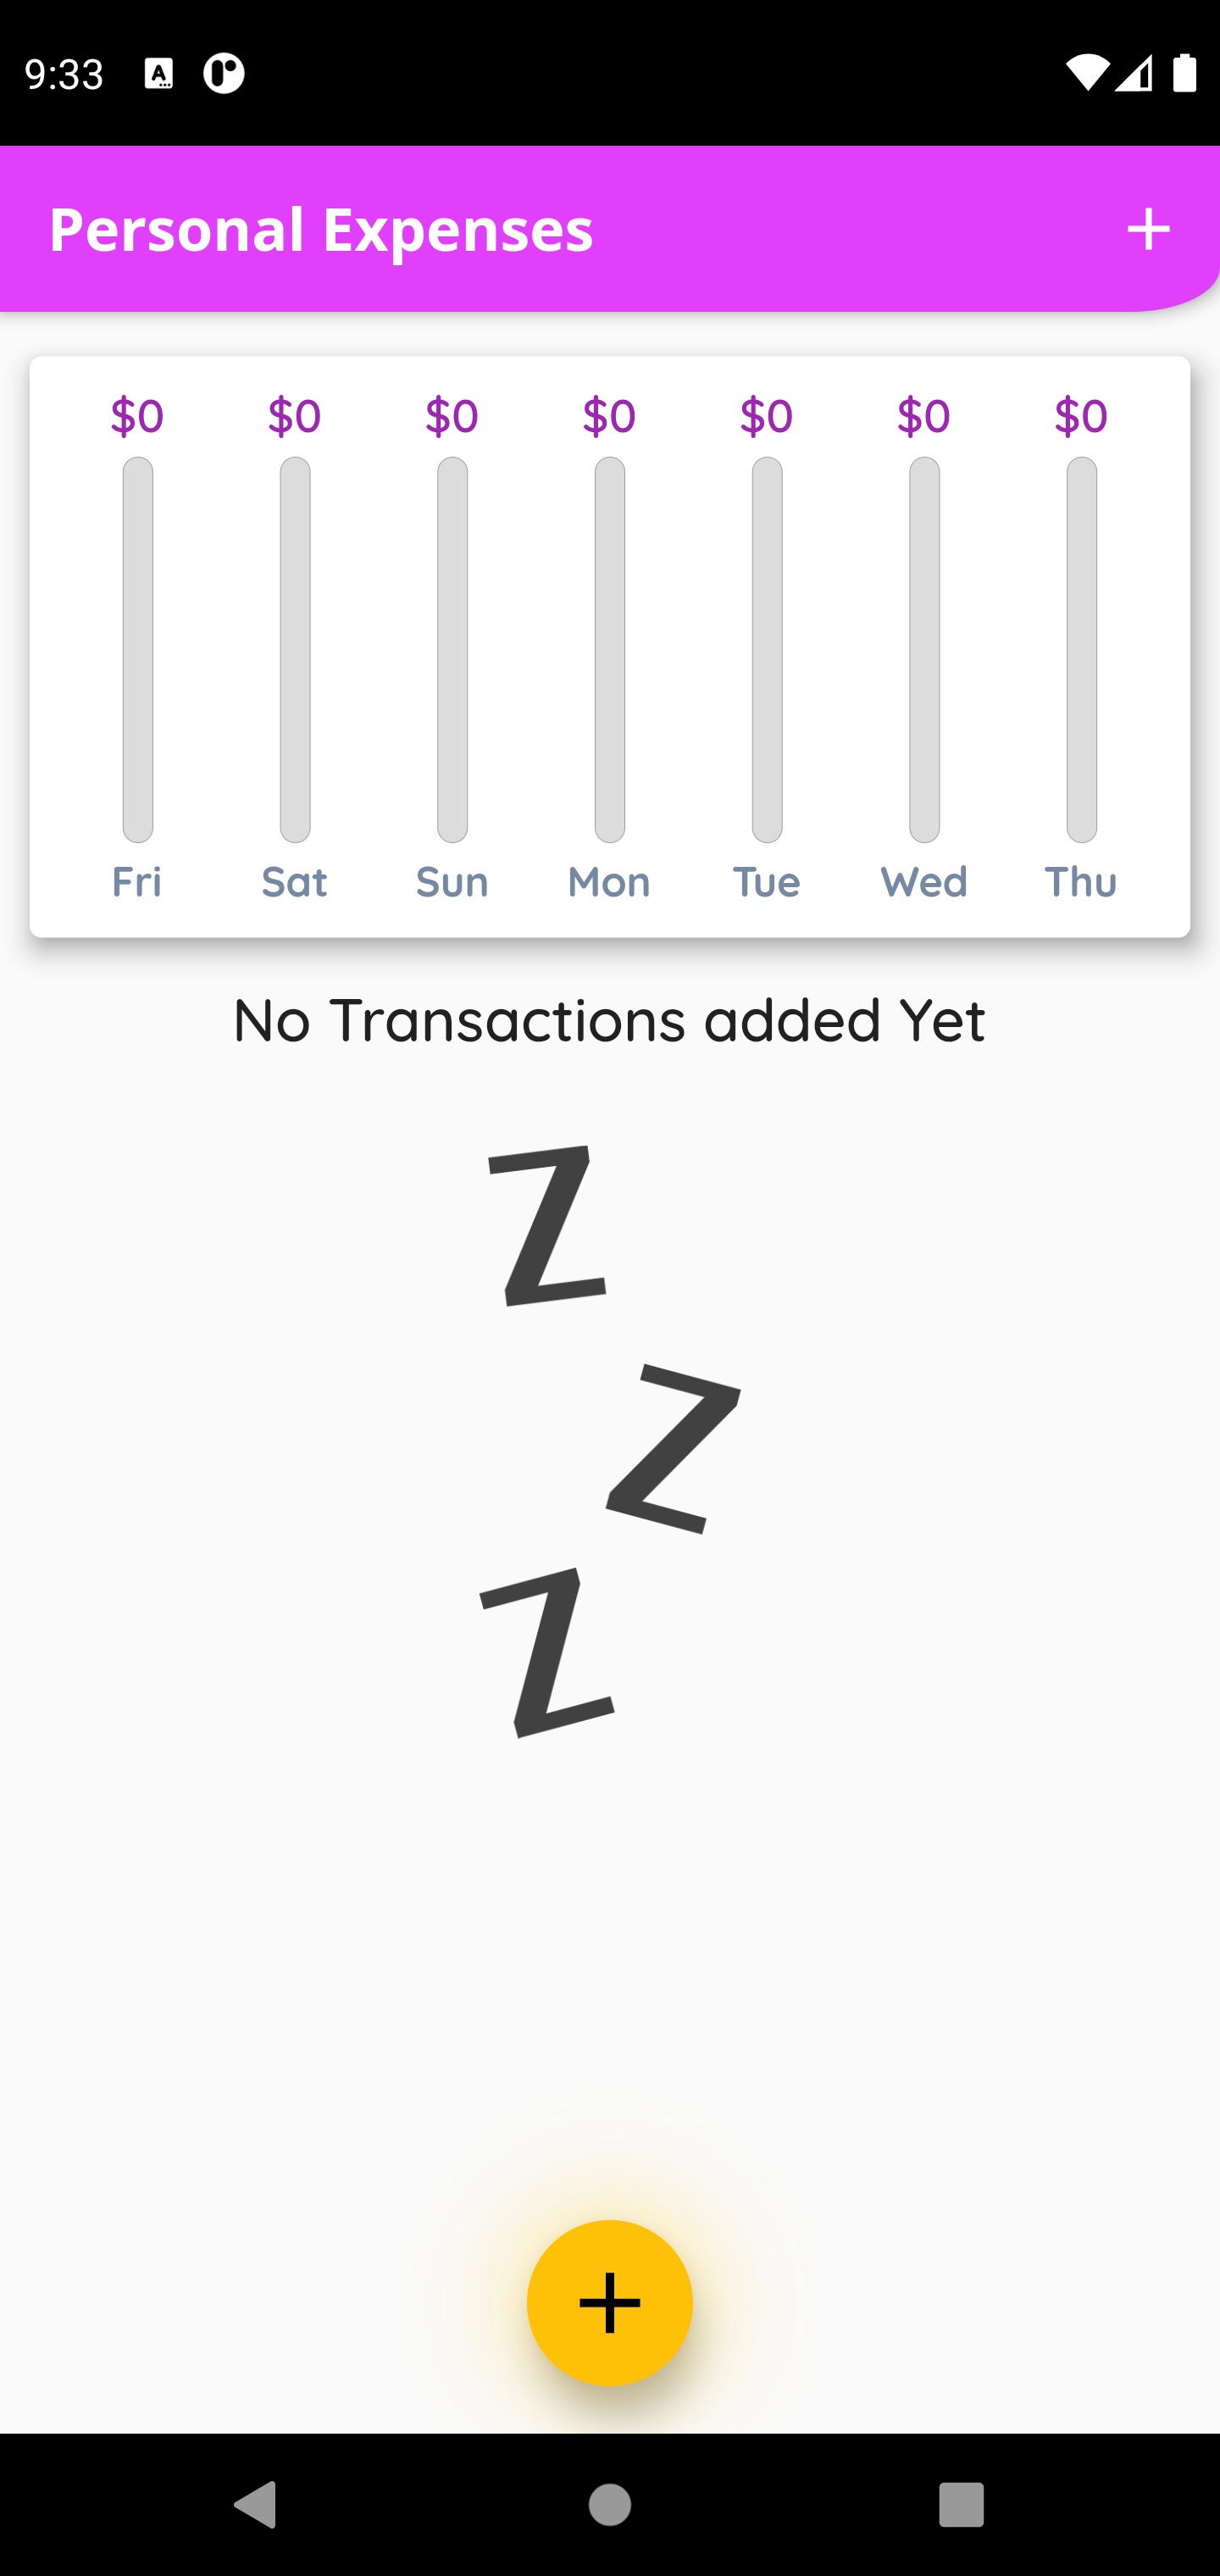 9:33
Personal Expenses
$0 $0 $0 $0 $0 $0 $0
Fri Sat Sun Mon Tue Wed Thu
No Transactions added Yet
Z
Z
Z